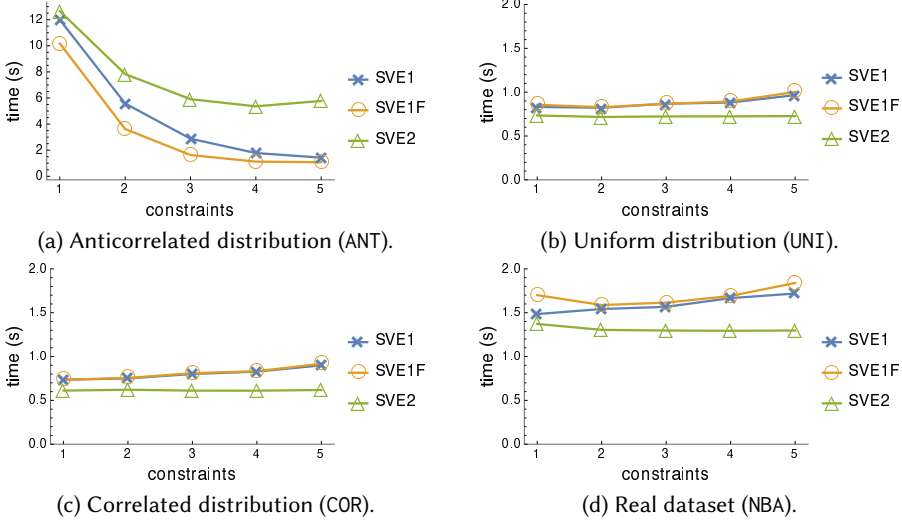 12
10
8
6
4
2
0
time (s)
1 2 3 4 5
constraints
SVE1
SVE1F
SVE2
(a) Anticorrelated distribution (ANT).
2.0
1.5
1.0
0.5
0.0
time (s)
1 2 3 4 5
constraints
SVE1
SVE1F
SVE2
(b) Uniform distribution (UNI).
2.0
1.5
1.0
0.5
0.0
time (s)
1 2 3 4 5
constraints
SVE1
SVE1F
SVE2
(c) Correlated distribution (COR).
2.0
1.5
1.0
0.5
0.0
time (s)
1 2 3 4 5
constraints
SVE1
SVE1F
SVE2
(d) Real dataset (NBA).